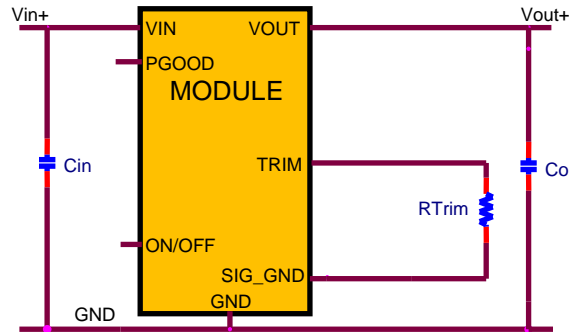 Vin+
Vout+
VIN
VOUT
PGOOD
MODULE
Cin
TRIM
Co
RTrim
ON/OFF
SIG_GND
GND
GND